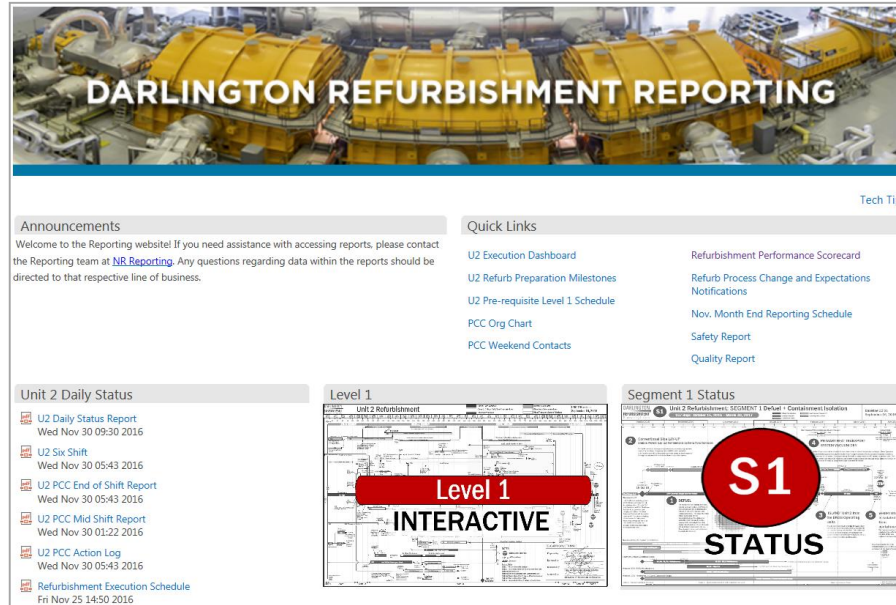 DARLINGTON REFURBISHMENT REPORTING
Tech Ti
Announcements
Welcome to the Reporting website! If you need assistance with accessing reports, please contact
the Reporting team at NR Reporting. Any questions regarding data within the reports should be
directed to that respective line of business.
Quick Links
U2 Execution Dashboard
U2 Refurb Preparation Milestones
U2 Pre-requisite Level 1 Schedule
PCC Org Chart
PCC Weekend Contacts
Refurbishment Performance Scorecard
Refurb Process Change and Expectations
Notifications
Nov. Month End Reporting Schedule
Safety Report
Quality Report
Unit 2 Daily Status
U2 Daily Status Report
Wed Nov 30 09:30 2016
U2 Six Shift
Wed Nov 30 05:43 2016
U2 PCC End of Shift Report
Wed Nov 30 05:43 2016
U2 PCC Mid Shift Report
Wed Nov 30 01:22 2016
U2 PCC Action Log
Wed Nov 30 05:43 2016
Refurbishment Execution Schedule
Fri Nov 25 14:50 2016
Level 1
Unit 2 Refurbishment
Level 1
INTERACTIVE
Segment 1 Status
S1 Unit 2 Refurbishment: SEGMENT 1 Defuel + Containment Isolation
S1
STATUS